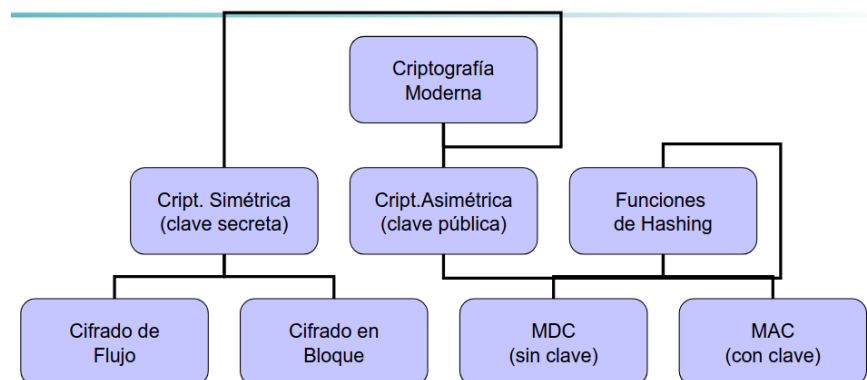 Criptografía
Moderna
Cript. Simétrica
(clave secreta)
Cript.Asimétrica
(clave pública)
Funciones
de Hashing
Cifrado de
Flujo
Cifrado en
Bloque
MDC
(sin clave)
MAC
(con clave)